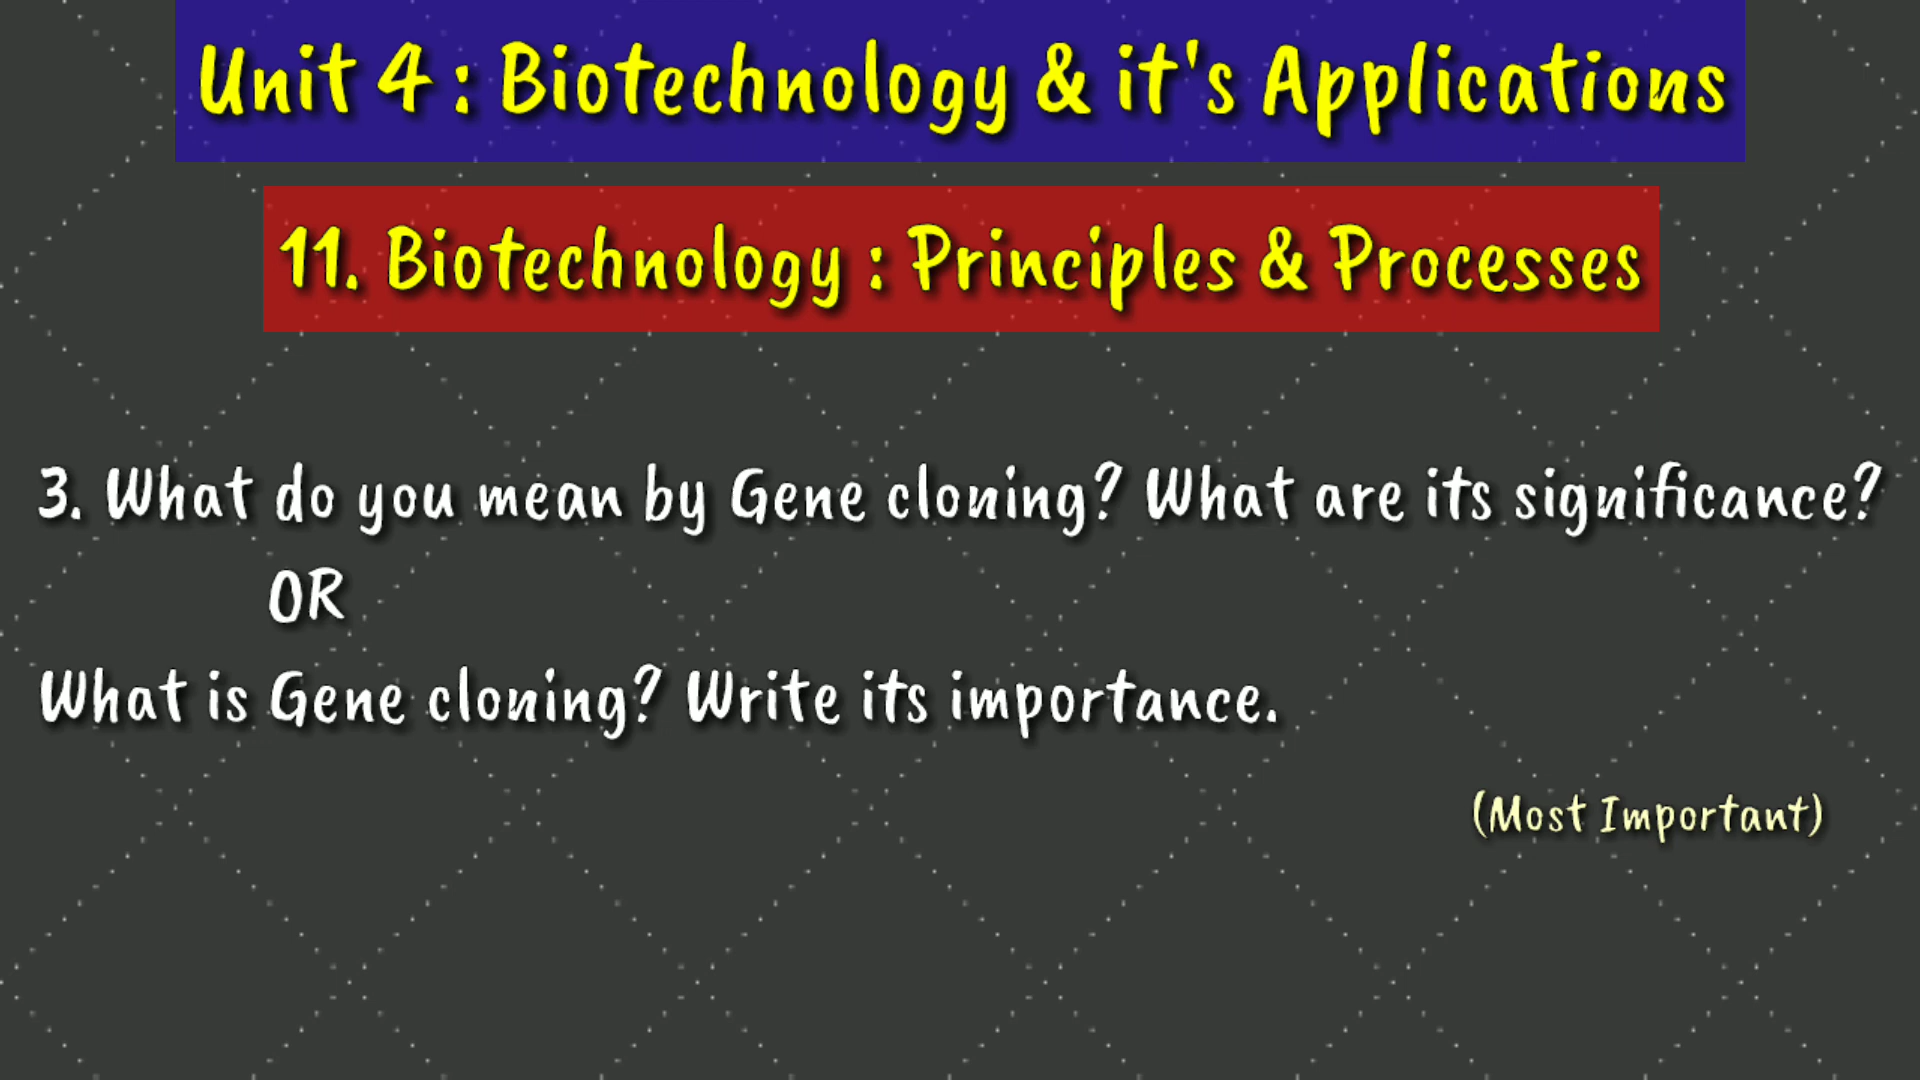 Unit 4 : Biotechnology & it's Applications
11. Biotechnology : Principles & Processes
3. What do you mean by Gene cloning? What are its significance?
OR
What is Gene cloning? Write its importance.
(Most Important)